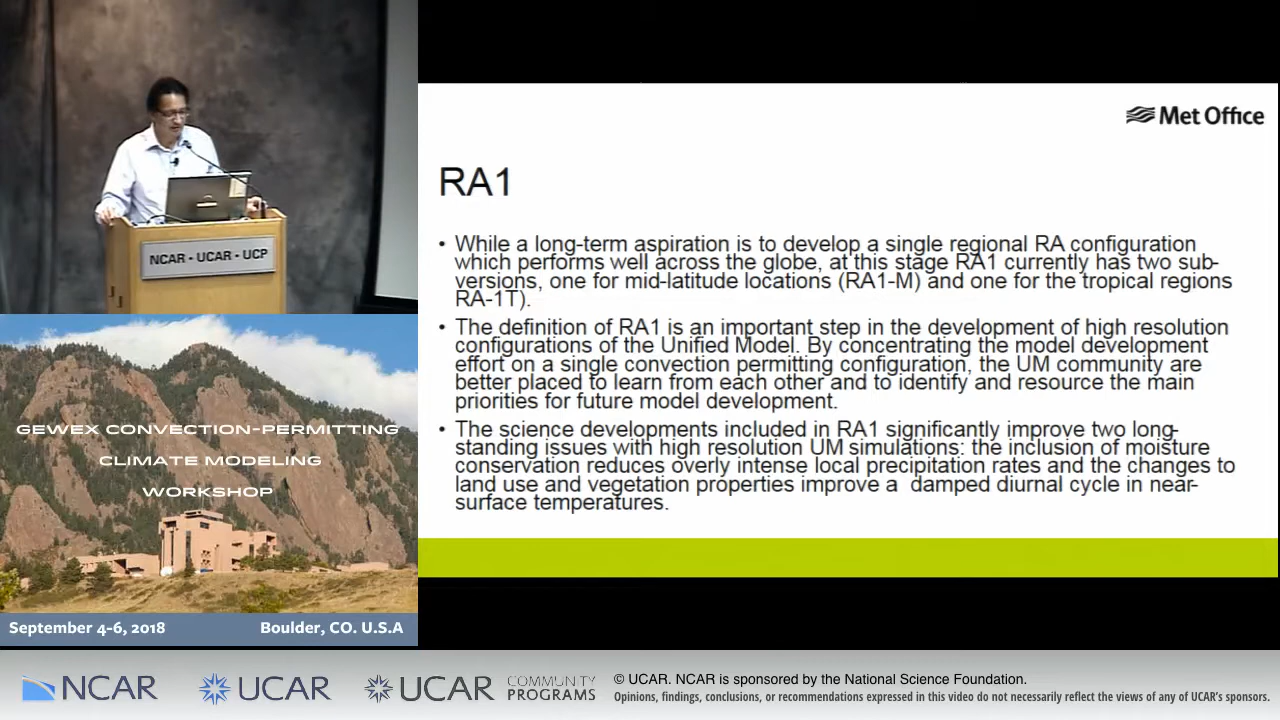 NCAR • UCAR • UCP
GEWEX CONVECTION-PERMITTING
CLIMATE MODELING
WORKSHOP
September 4-6, 2018
Boulder, CO. U.S.A
Met Office
RA1
• While a long-term aspiration is to develop a single regional RA configuration
which performs well across the globe, at this stage RA1 currently has two sub-
versions, one for mid-latitude locations (RA1-M) and one for the tropical regions
RA-1T).
• The definition of RA1 is an important step in the development of high resolution
configurations of the Unified Model. By concentrating the model development
effort on a single convection permitting configuration, the UM community are
better placed to learn from each other and to identify and resource the main
priorities for future model development.
• The science developments included in RA1 significantly improve two long-
standing issues with high resolution UM simulations: the inclusion of moisture
conservation reduces overly intense local precipitation rates and the changes to
land use and vegetation properties improve a damped diurnal cycle in near-
surface temperatures.
NCAR
UCAR
UCAR
COMMUNITY
PROGRAMS
© UCAR. NCAR is sponsored by the National Science Foundation.
Opinions, findings, conclusions, or recommendations expressed in this video do not necessarily reflect the views of any of UCAR's sponsors.